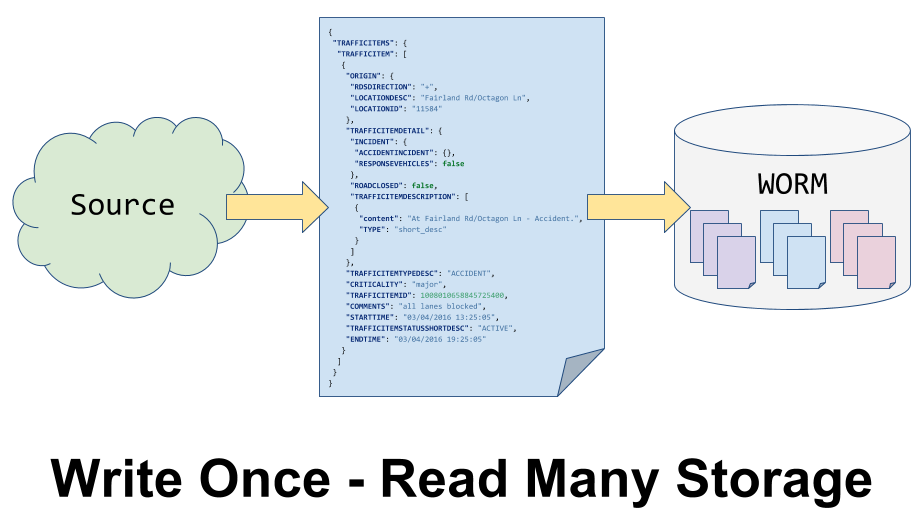 Source
{
"TRAFFICITEMS": {
"TRAFFICITEM": [
{
"ORIGIN": {
"RDSDIRECTION": "+",
"LOCATIONDESC": "Fairland Rd/Octagon Ln",
"LOCATIONID": "11584"
},
"TRAFFICITEMDETAIL": {
"INCIDENT": {
"ACCIDENTINCIDENT": {},
"RESPONSEVEHICLES": false
},
"ROADCLOSED": false,
"TRAFFICITEMDESCRIPTION": [
{
"content": "At Fairland Rd/Octagon Ln - Accident.",
"TYPE": "short_desc"
}
]
},
"TRAFFICITEMTYPEDESC": "ACCIDENT",
"CRITICALITY": "major",
"TRAFFICITEMID": 1008010658845725400,
"COMMENTS": "all lanes blocked",
"STARTTIME": "03/04/2016 13:25:05",
"TRAFFICITEMSTATUSSHORTDESC": "ACTIVE",
"ENDTIME": "03/04/2016 19:25:05"
}
]
}
}
WORM
Write Once - Read Many Storage